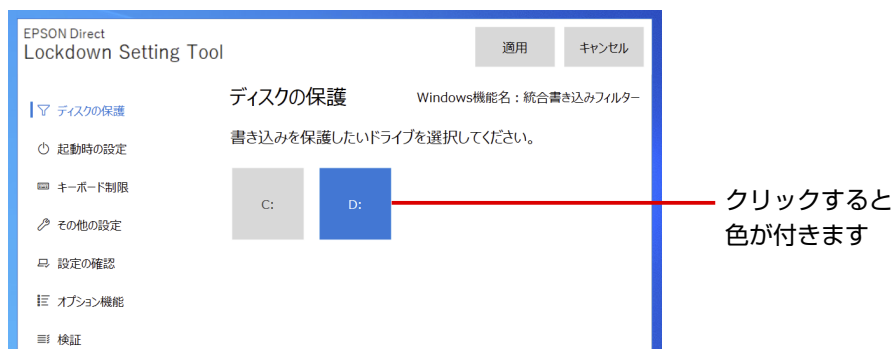 EPSON Direct
Lockdown Setting Tool
適用
キャンセル
ディスクの保護
起動時の設定
キーボード制限
その他の設定
設定の確認
オプション機能
検証
ディスクの保護
Windows機能名：統合書き込みフィルター
書き込みを保護したいドライブを選択してください。
C:
D:
クリックすると
色が付きます